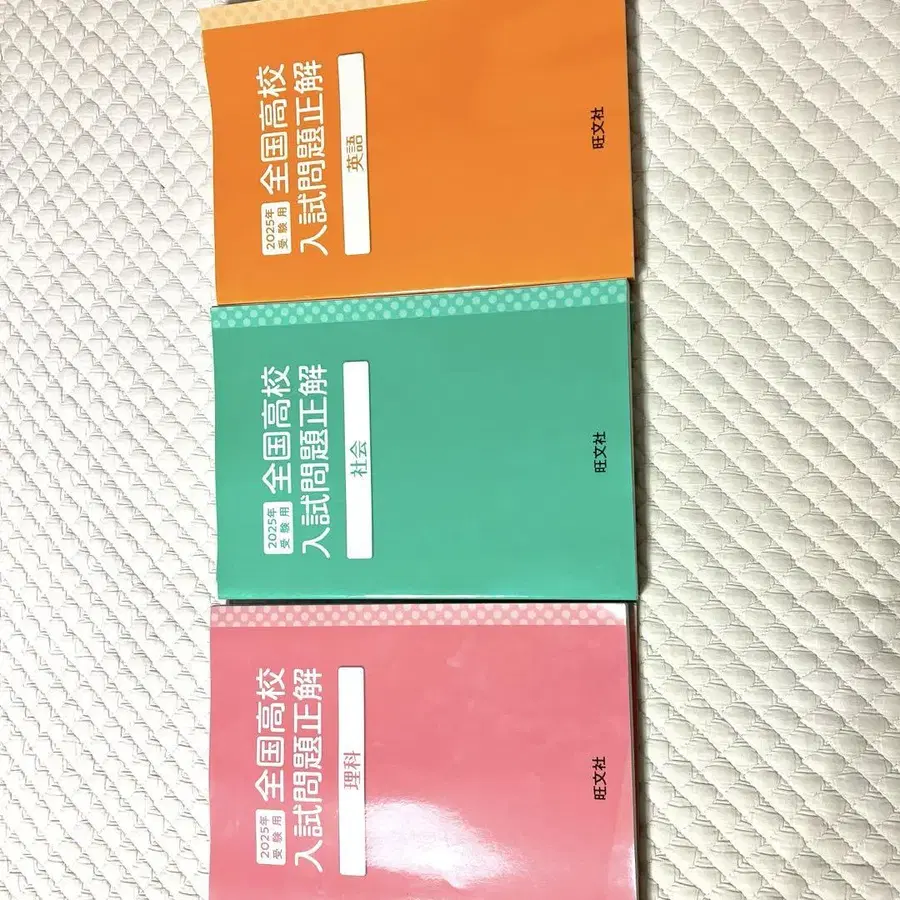 2025年
受験用
全国高校
入試問題正解
英語
旺文社
2025年
受験用
全国高校
入試問題正解
社会
旺文社
2025年
受験用
全国高校
入試問題正解
理科
旺文社